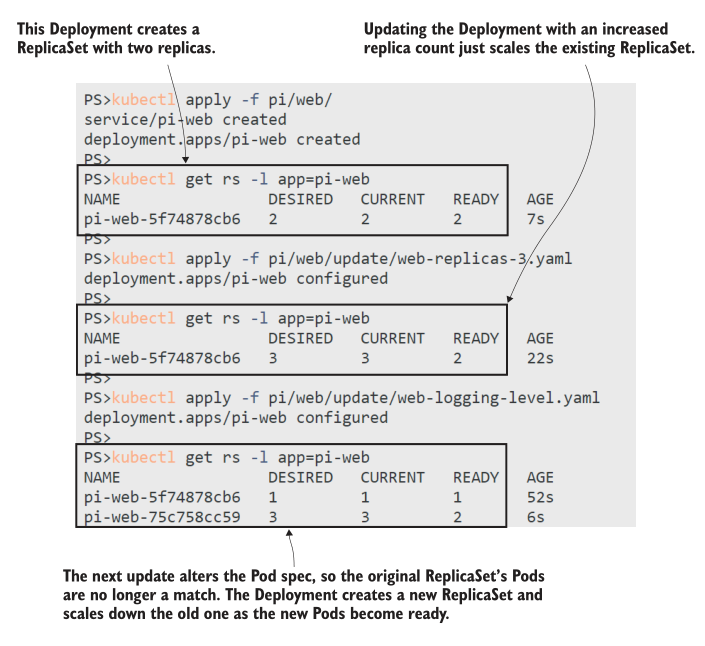 This Deployment creates a
ReplicaSet with two replicas.
Updating the Deployment with an increased
replica count just scales the existing ReplicaSet.
PS>kubectl apply -f pi/web/
service/pi-web created
deployment.apps/pi-web created
PS>
PS>kubectl get rs -l app=pi-web
NAME DESIRED CURRENT READY AGE
pi-web-5f74878cb6 2 2 2 7s
PS>
PS>kubectl apply -f pi/web/update/web-replicas-3.yaml
deployment.apps/pi-web configured
PS>
PS>kubectl get rs -l app=pi-web
NAME DESIRED CURRENT READY AGE
pi-web-5f74878cb6 3 3 2 22s
PS>
PS>kubectl apply -f pi/web/update/web-logging-level.yaml
deployment.apps/pi-web configured
PS>
PS>kubectl get rs -l app=pi-web
NAME DESIRED CURRENT READY AGE
pi-web-5f74878cb6 1 1 1 52s
pi-web-75c758cc59 3 3 2 6s
The next update alters the Pod spec, so the original ReplicaSet’s Pods
are no longer a match. The Deployment creates a new ReplicaSet and
scales down the old one as the new Pods become ready.